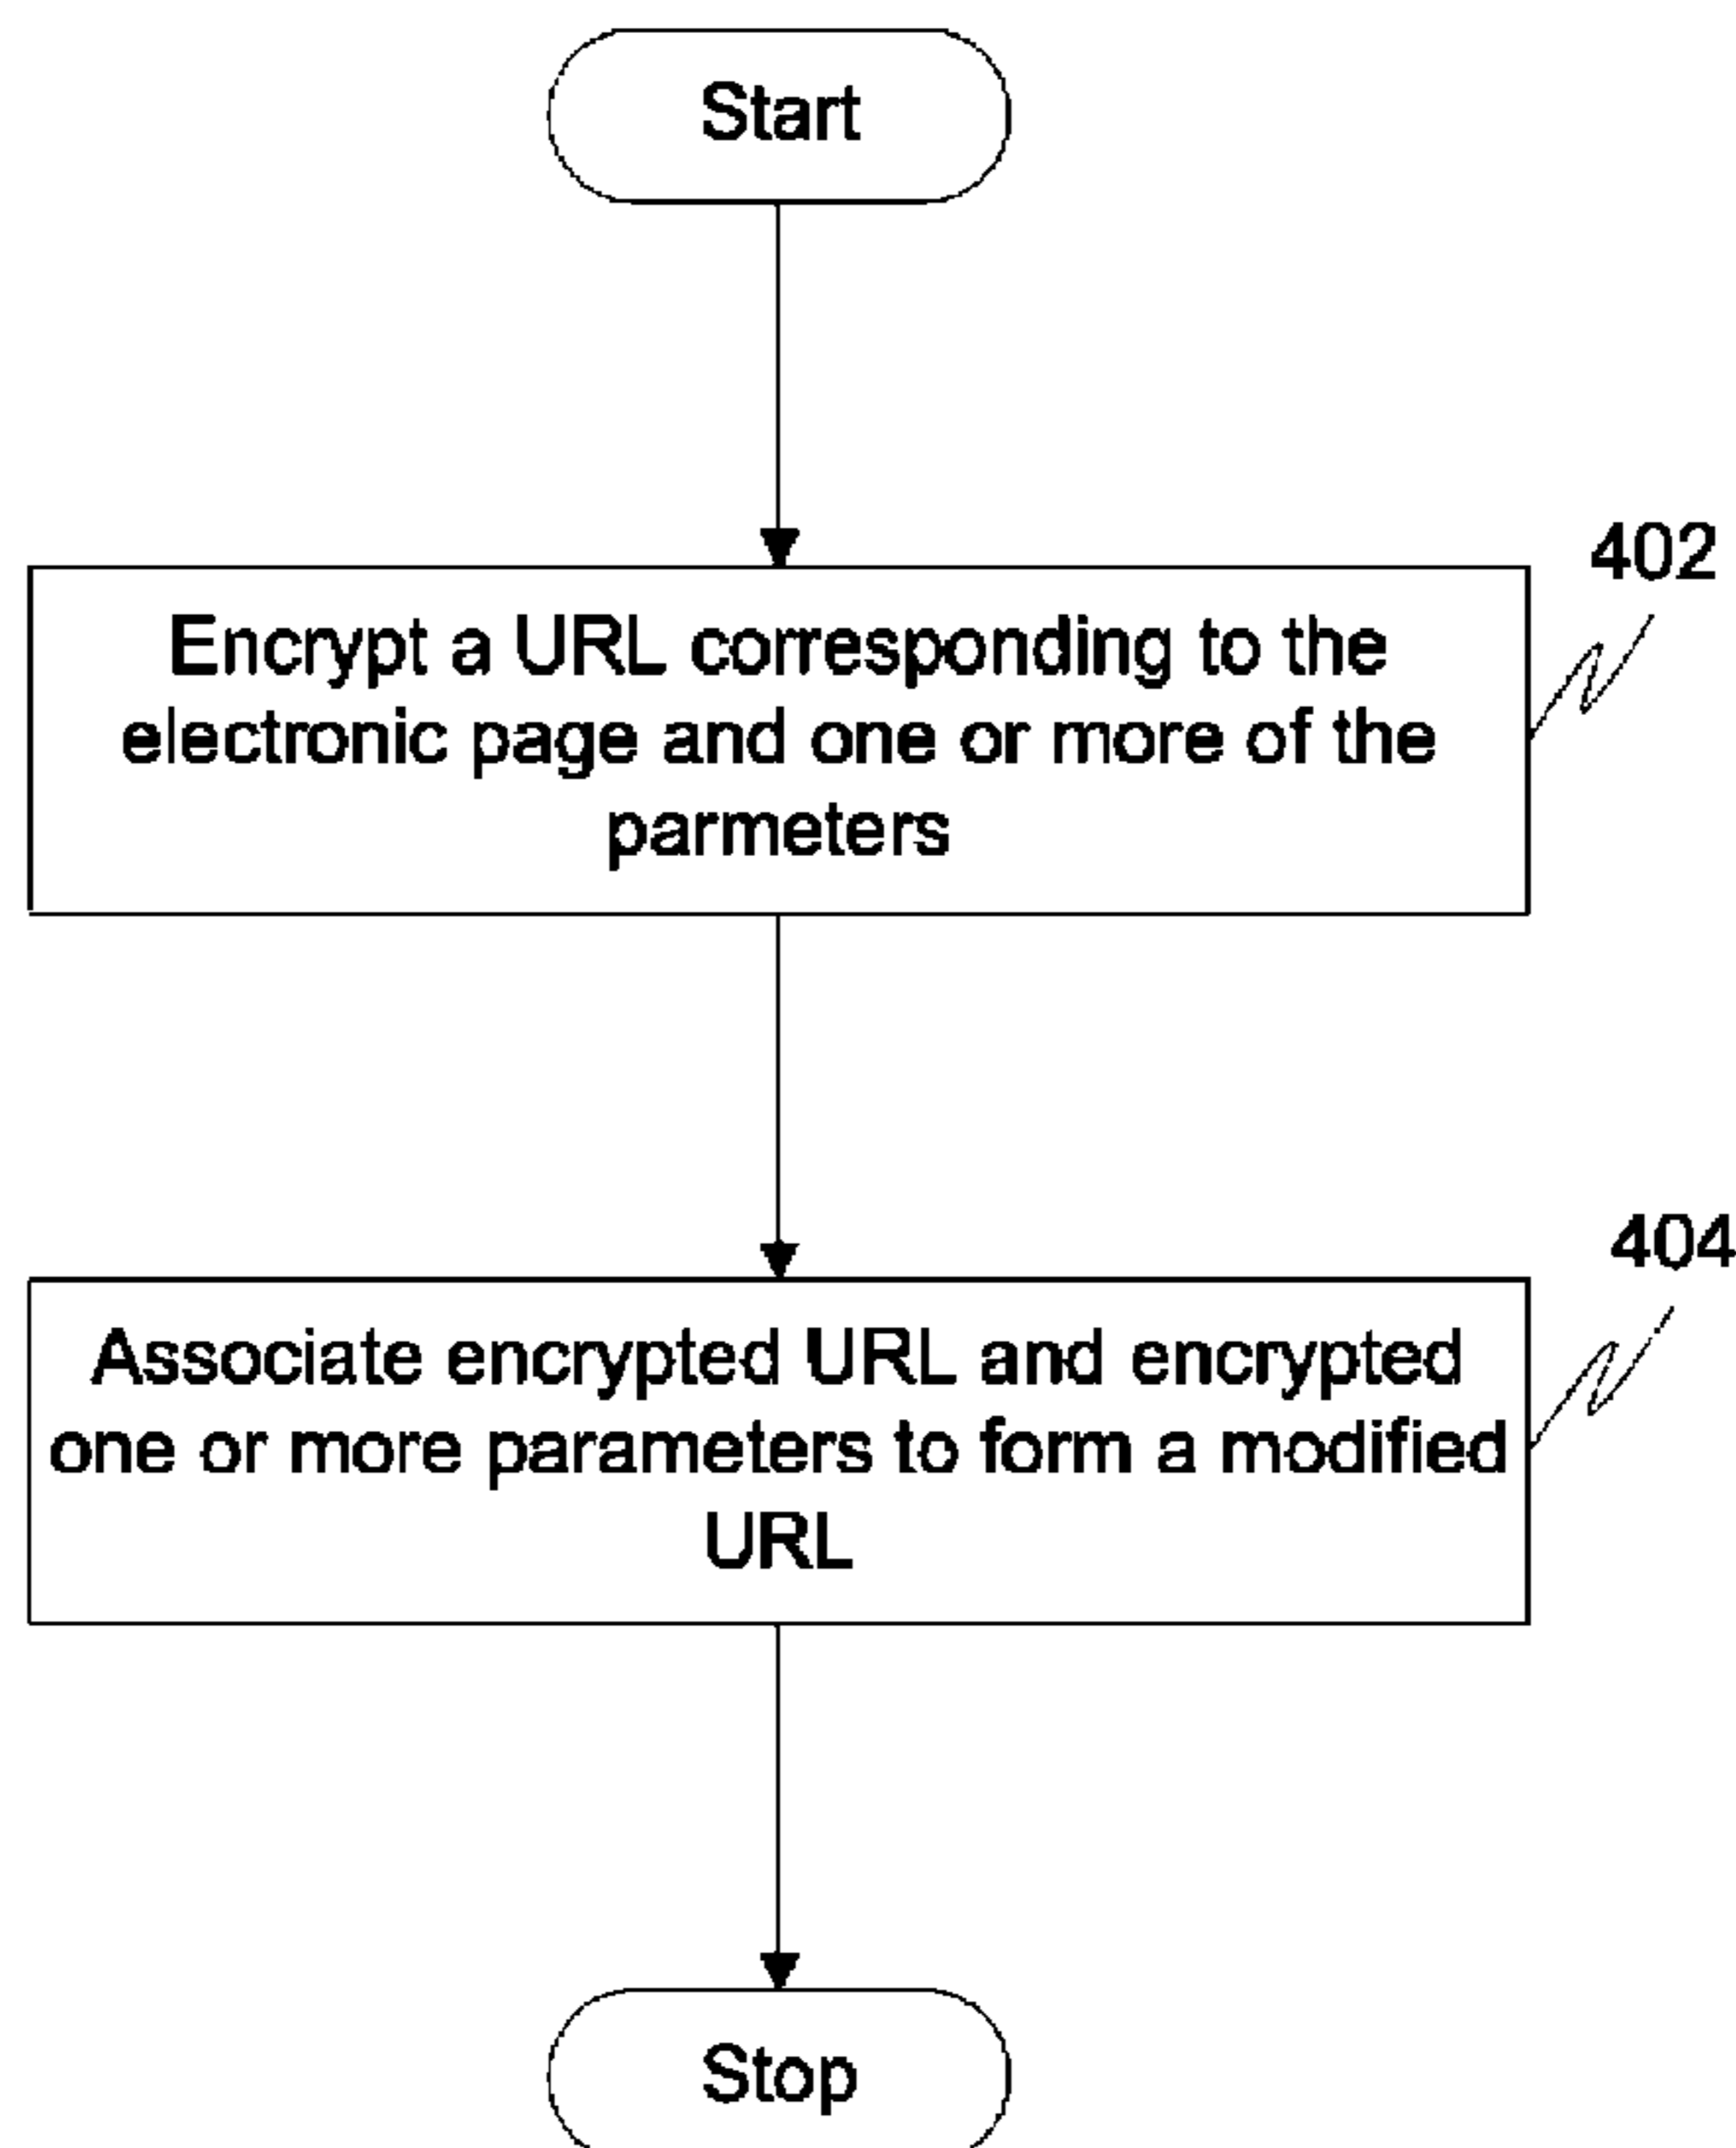 Start
402
Encrypt a URL corresponding to the
electronic page and one or more of the
parmeters
404
Associate encrypted URL and encrypted
one or more parameters to form a modified
URL
Stop